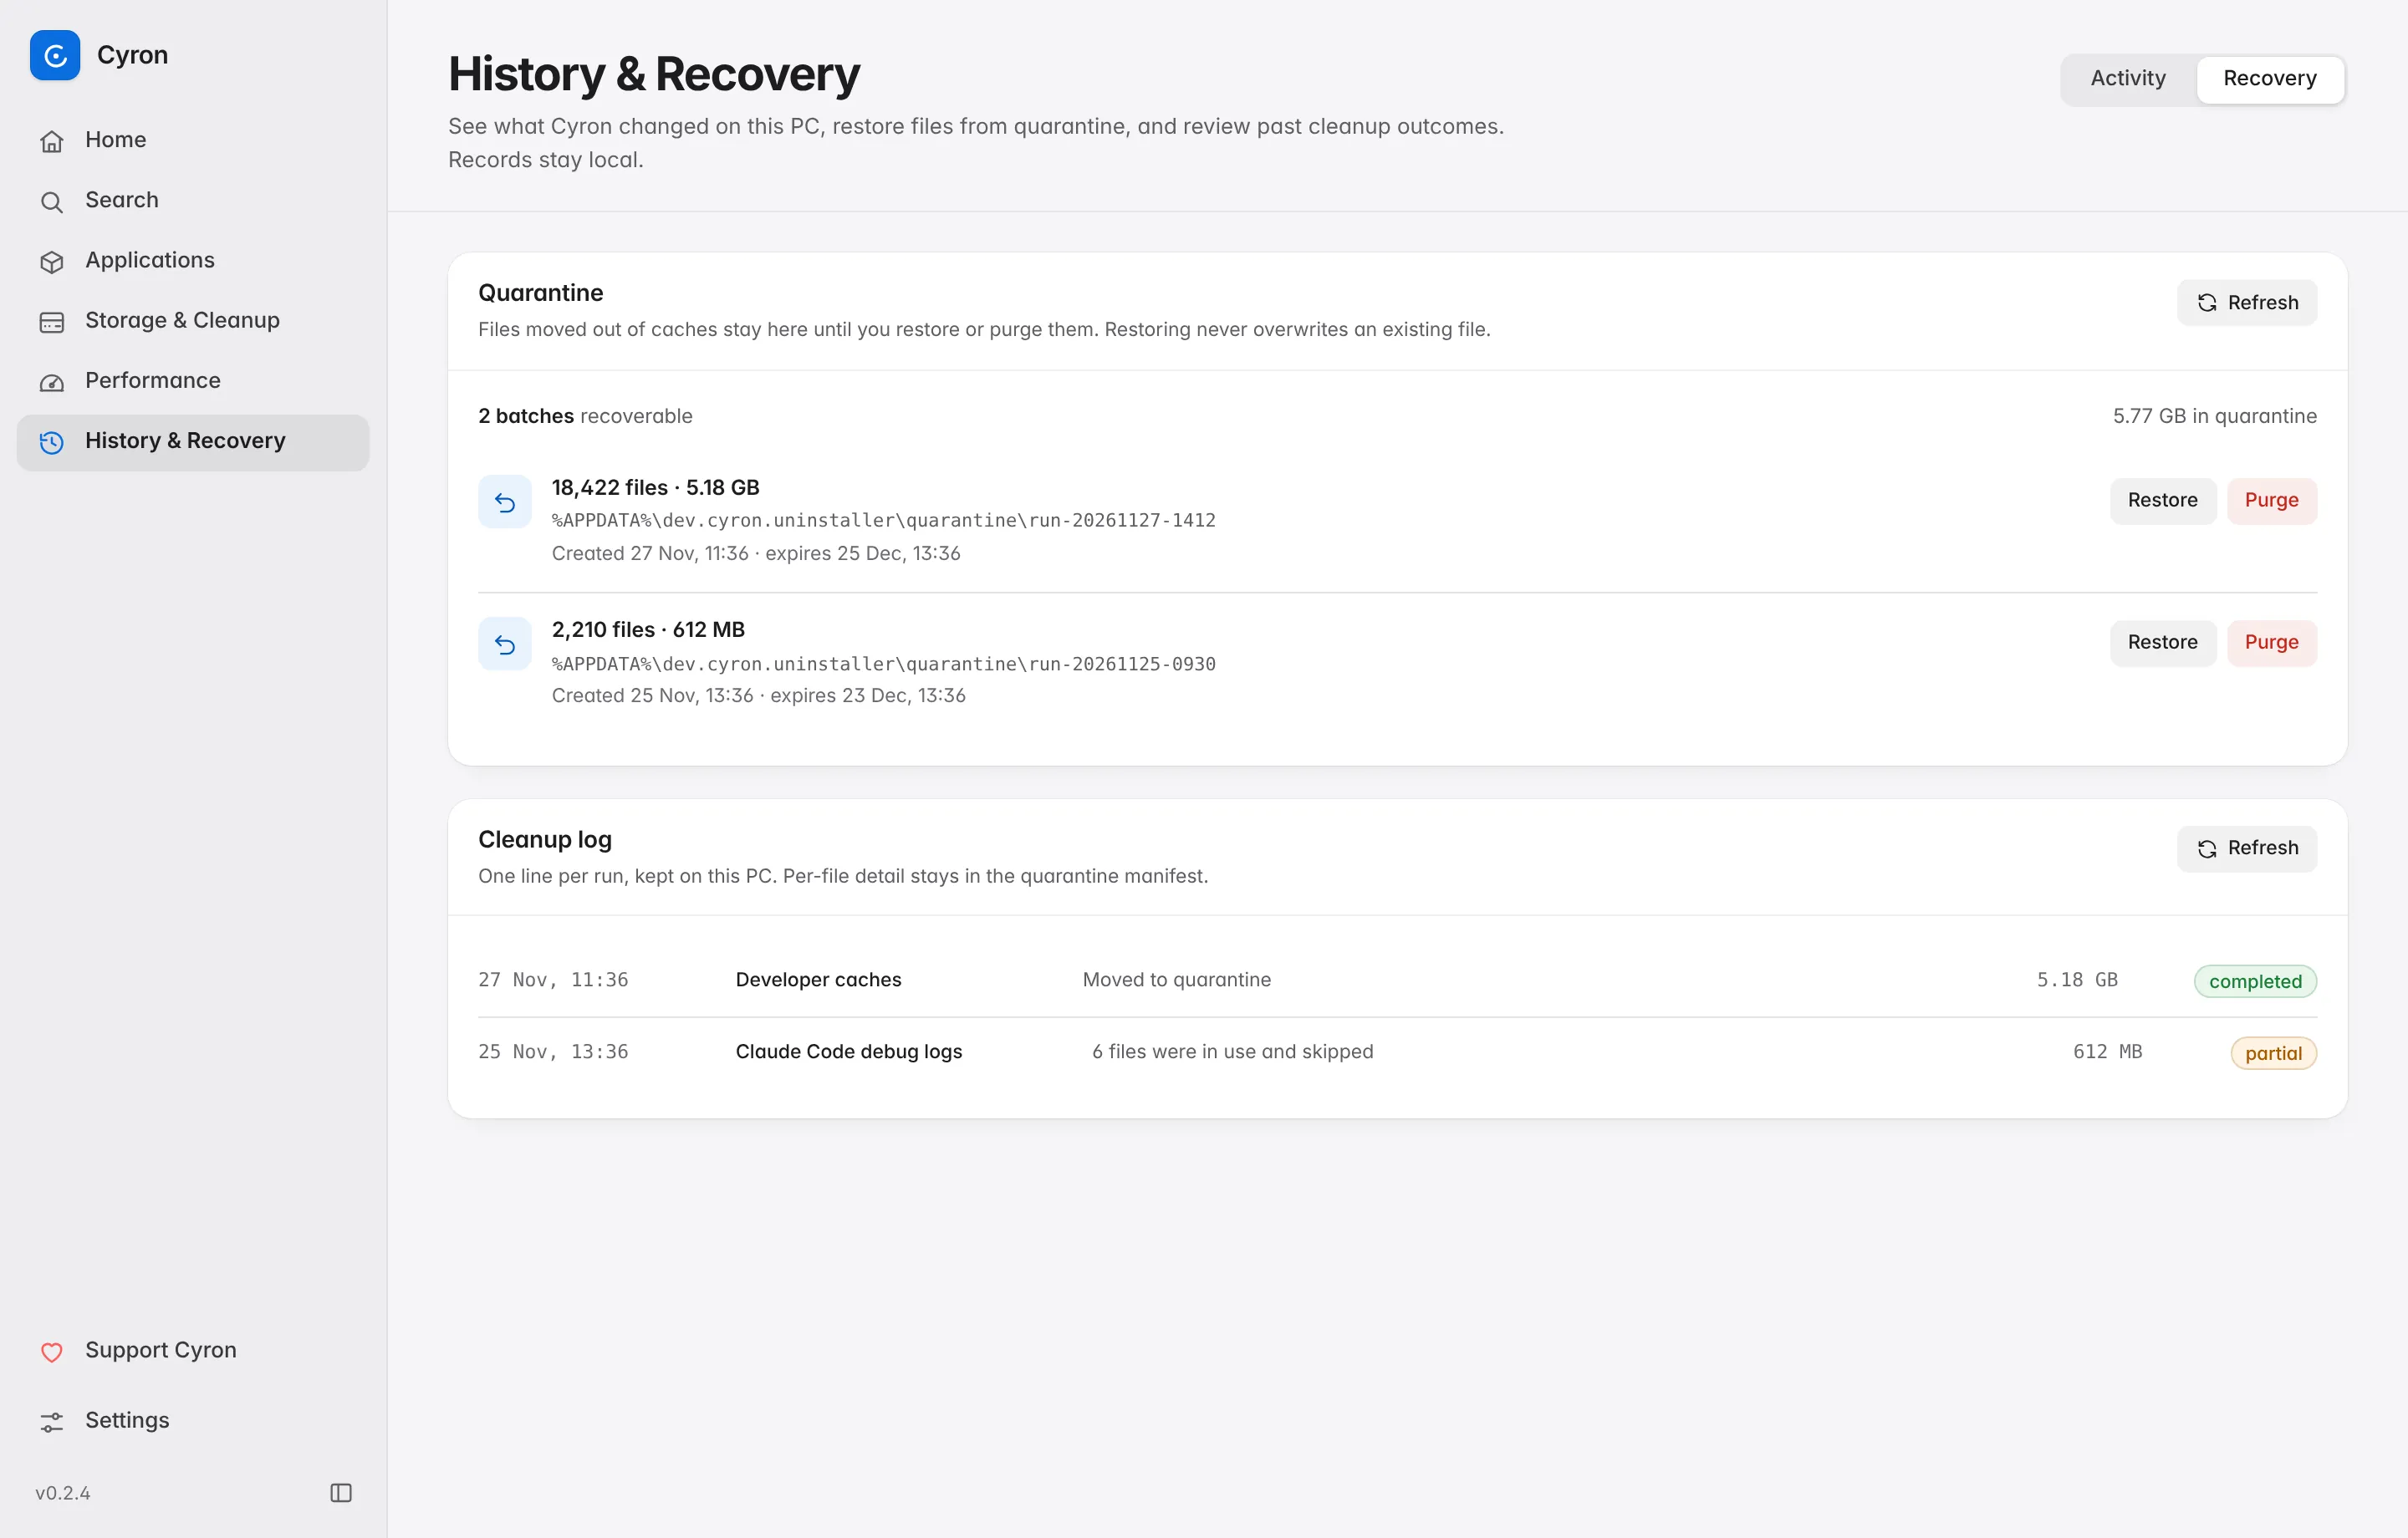 Cyron
Home
Search
Applications
Storage & Cleanup
Performance
History & Recovery
Support Cyron
Settings
v0.2.4
History & Recovery
See what Cyron changed on this PC, restore files from quarantine, and review past cleanup outcomes.
Records stay local.
Activity
Recovery
Quarantine
Files moved out of caches stay here until you restore or purge them. Restoring never overwrites an existing file.
Refresh
2 batches recoverable
5.77 GB in quarantine
18,422 files · 5.18 GB
%APPDATA%\dev.cyron.uninstaller\quarantine\run-20261127-1412
Created 27 Nov, 11:36 · expires 25 Dec, 13:36
Restore
Purge
2,210 files · 612 MB
%APPDATA%\dev.cyron.uninstaller\quarantine\run-20261125-0930
Created 25 Nov, 13:36 · expires 23 Dec, 13:36
Restore
Purge
Cleanup log
One line per run, kept on this PC. Per-file detail stays in the quarantine manifest.
Refresh
27 Nov, 11:36 Developer caches Moved to quarantine 5.18 GB completed
25 Nov, 13:36 Claude Code debug logs 6 files were in use and skipped 612 MB partial